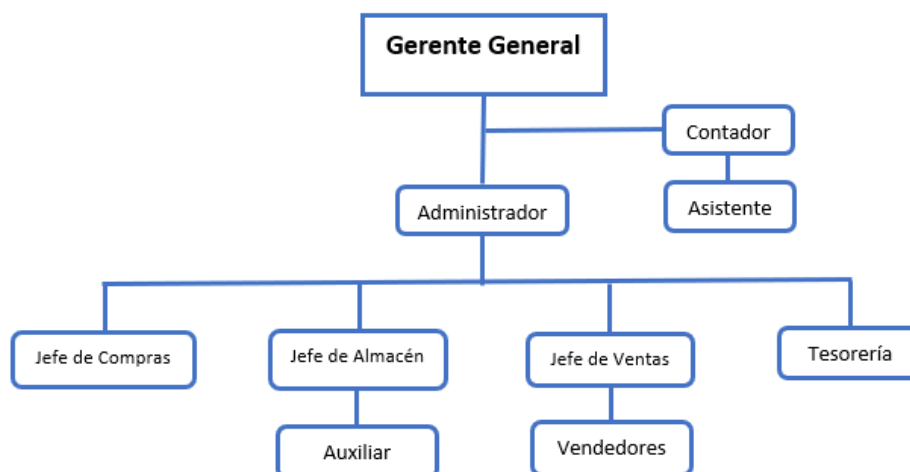 Gerente General
Contador
Administrador
Asistente
Jefe de Compras
Jefe de Almacén
Jefe de Ventas
Tesorería
Auxiliar
Vendedores